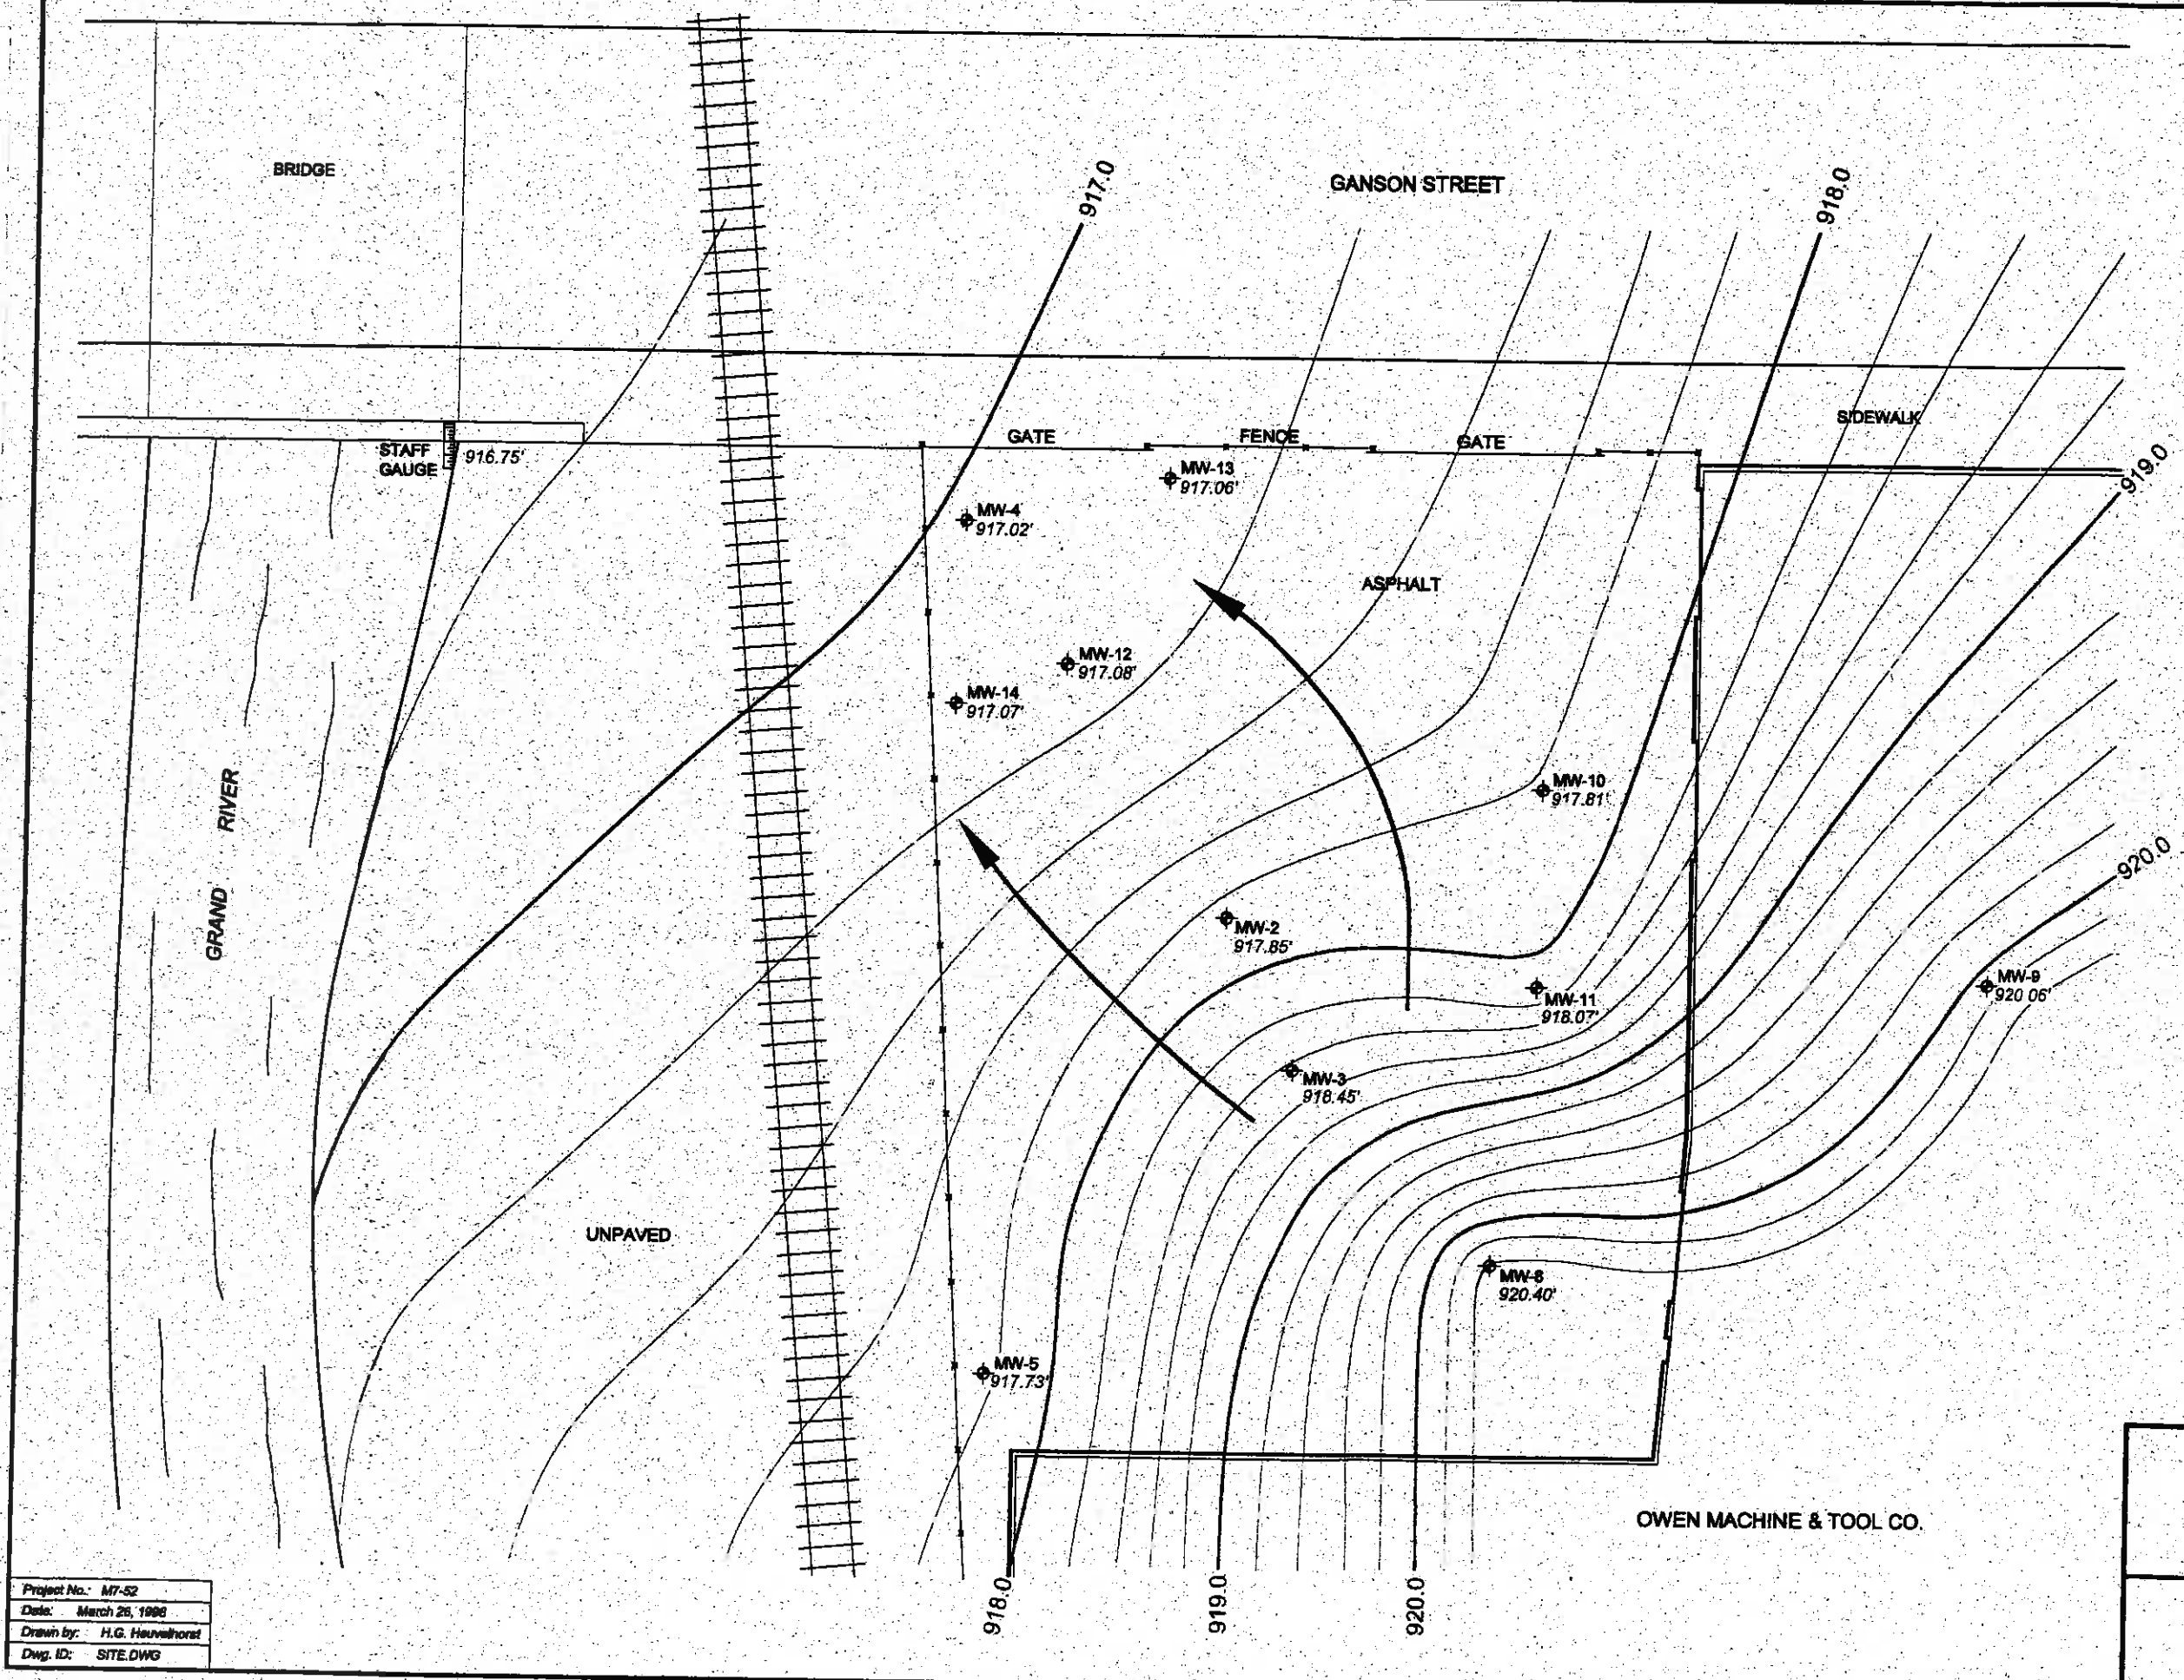 BRIDGE
GANSON STREET
917.0
918.0
SIDEWALK
STAFF
GAUGE
916.75'
GATE
FENCE
GATE
919.0
MW-13
917.06'
MW-4
917.02'
ASPHALT
MW-12
917.08'
MW-14
917.07'
MW-10
917.81'
GRAND RIVER
920.0
MW-2
917.85'
MW-9
920.06'
MW-11
918.07'
MW-3
918.45'
UNPAVED
MW-8
920.40'
MW-5
917.73'
OWEN MACHINE & TOOL CO.
918.0
919.0
920.0
Project No.: M7-52
Date: March 26, 1998
Drawn by: H.G. Heuvelhorst
Dwg. ID: SITE.DWG